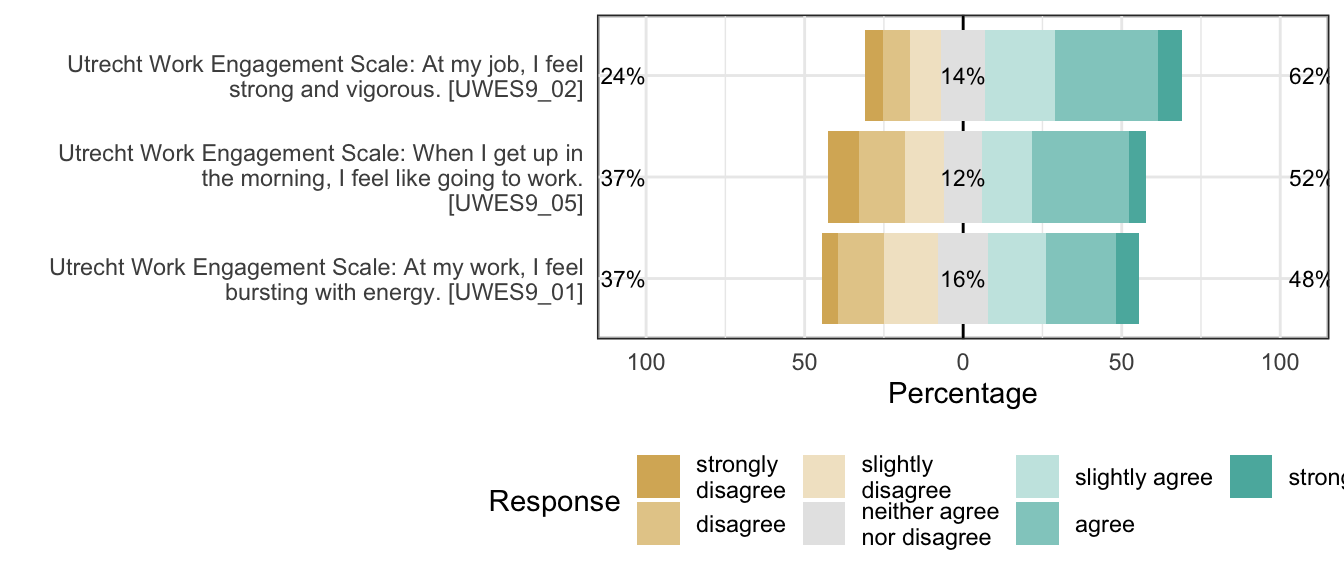 Utrecht Work Engagement Scale: At my job, I feel
strong and vigorous. [UWES9_02]
24%
14%
62%
Utrecht Work Engagement Scale: When I get up in
the morning, I feel like going to work.
[UWES9_05]
37%
12%
52%
Utrecht Work Engagement Scale: At my work, I feel
bursting with energy. [UWES9_01]
37%
16%
48%
100
50
0
50
100
Percentage
Response
strongly
disagree
disagree
slightly
disagree
neither agree
nor disagree
slightly agree
agree